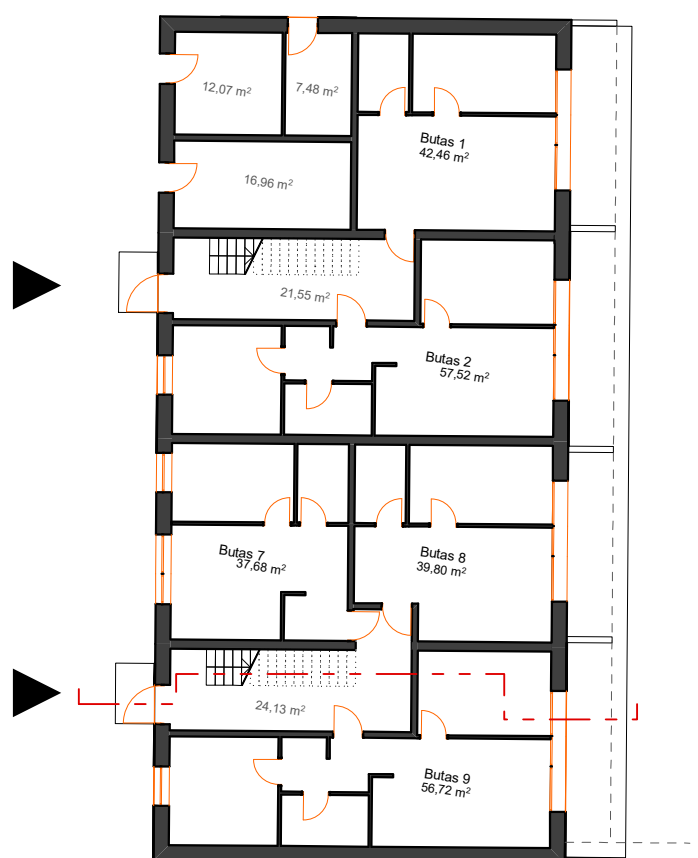 12,07 m²
7,48 m²
Butas 1
42,46 m²
16,96 m²
21,55 m²
Butas 2
57,52 m²
Butas 7
37,68 m²
Butas 8
39,80 m²
24,13 m²
Butas 9
56,72 m²